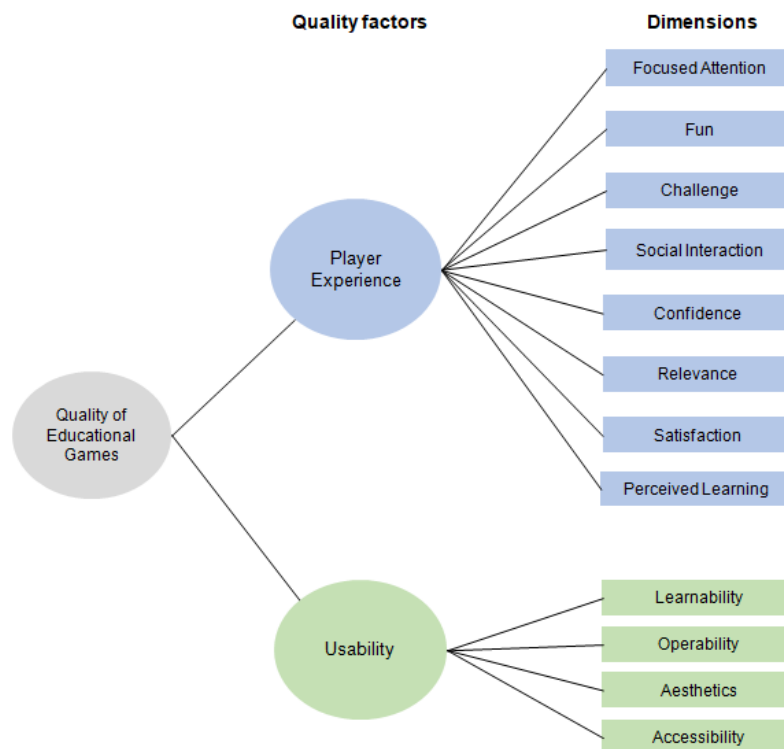 Quality factors
Dimensions
Focused Attention
Fun
Challenge
Social Interaction
Player
Experience
Confidence
Relevance
Satisfaction
Perceived Learning
Quality of
Educational
Games
Learnability
Usability
Operability
Aesthetics
Accessibility